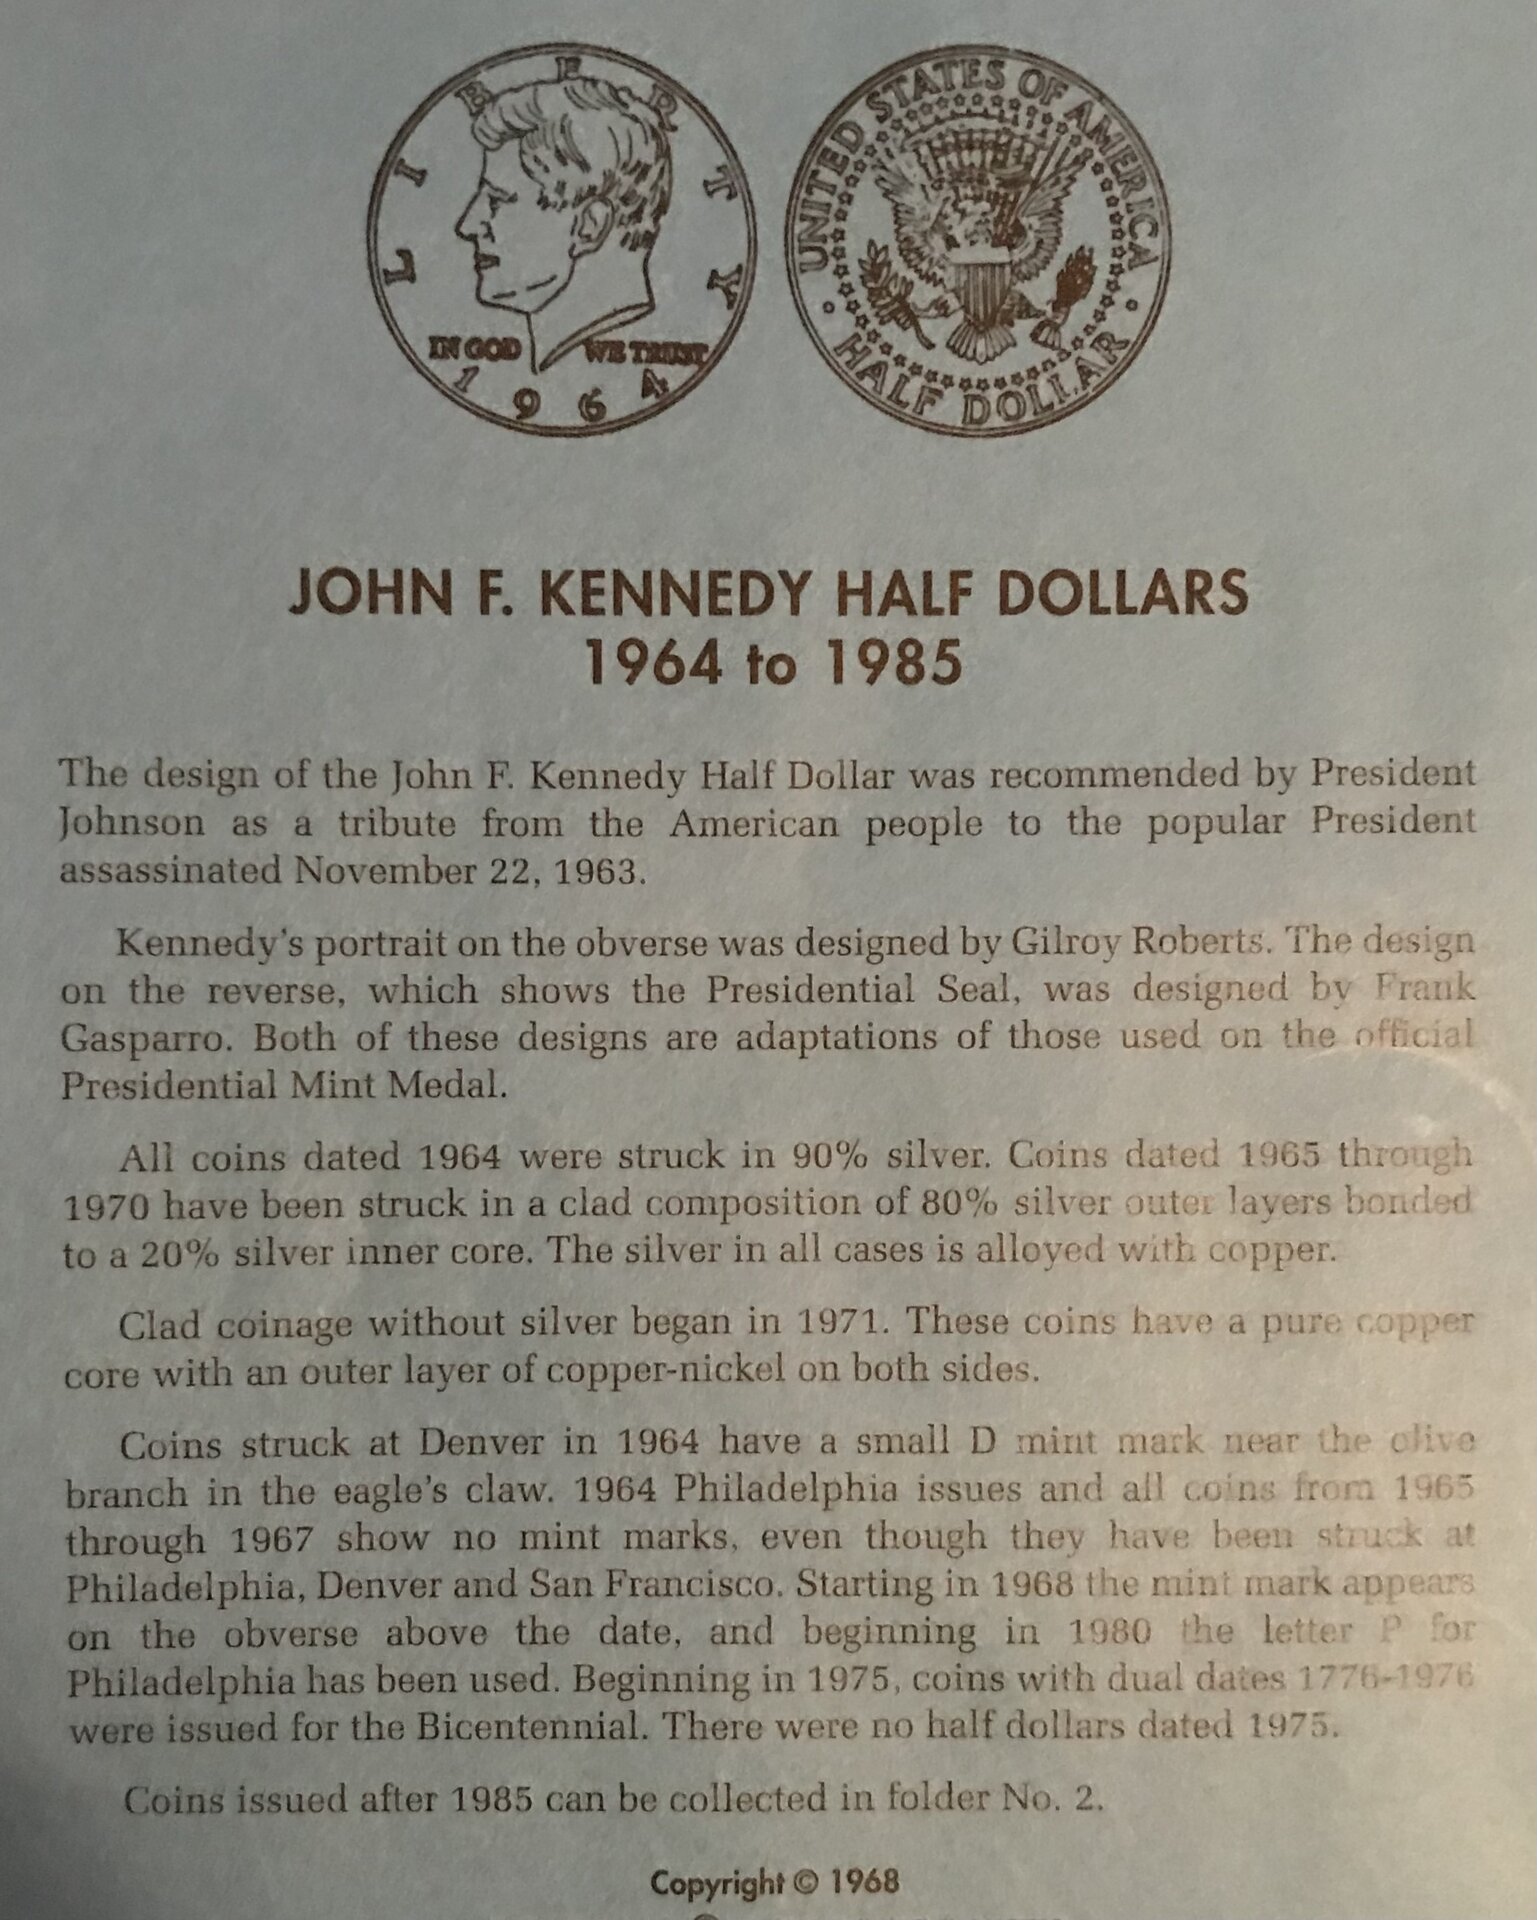 LIBERTY
IN GOD WE TRUST
1964
UNITED STATES OF AMERICA
HALF DOLLAR
JOHN F. KENNEDY HALF DOLLARS
1964 to 1985
The design of the John F. Kennedy Half Dollar was recommended by President
Johnson as a tribute from the American people to the popular President
assassinated November 22, 1963.
Kennedy's portrait on the obverse was designed by Gilroy Roberts. The design
on the reverse, which shows the Presidential Seal, was designed by Frank
Gasparro. Both of these designs are adaptations of those used on the official
Presidential Mint Medal.
All coins dated 1964 were struck in 90% silver. Coins dated 1965 through
1970 have been struck in a clad composition of 80% silver outer layers bonded
to a 20% silver inner core. The silver in all cases is alloyed with copper.
Clad coinage without silver began in 1971. These coins have a pure copper
core with an outer layer of copper-nickel on both sides.
Coins struck at Denver in 1964 have a small D mint mark near the olive
branch in the eagle's claw. 1964 Philadelphia issues and all coins from 1965
through 1967 show no mint marks, even though they have been struck at
Philadelphia, Denver and San Francisco. Starting in 1968 the mint mark appears
on the obverse above the date, and beginning in 1980 the letter P for
Philadelphia has been used. Beginning in 1975, coins with dual dates 1776-1976
were issued for the Bicentennial. There were no half dollars dated 1975.
Coins issued after 1985 can be collected in folder No. 2.
Copyright © 1968